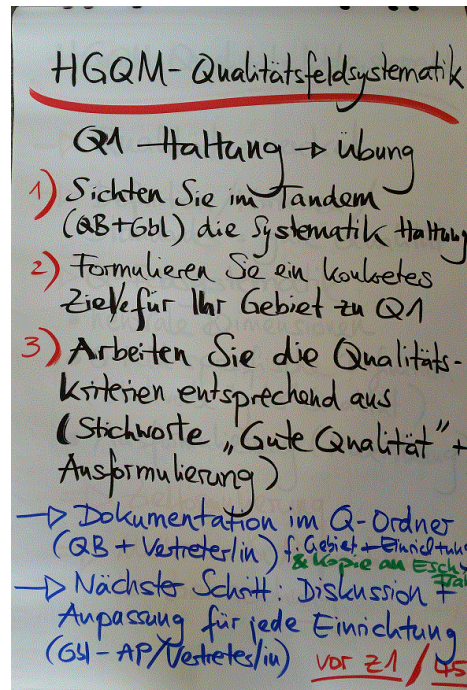 HGQM-Qualitätsfeldsystematik
Q1 Haltung → Übung
1) Sichten Sie im Tandem
(QB+Gbl) die Systematik Haltung
2) Formulieren Sie ein konkretes
Ziel/e für Ihr Gebiet zu Q1
3) Arbeiten Sie die Qualitäts-
kriterien entsprechend aus
(Stichworte „Gute Qualität" +
Ausformulierung)
→ Dokumentation im Q-Ordner
(QB + Vertreter/in) f. Gebiet + Einrichtung
& Kopie an
→ Nächster Schritt: Diskussion +
Anpassung für jede Einrichtung
(Gbl-AP/Vertreter/in) vor Z1 / 45